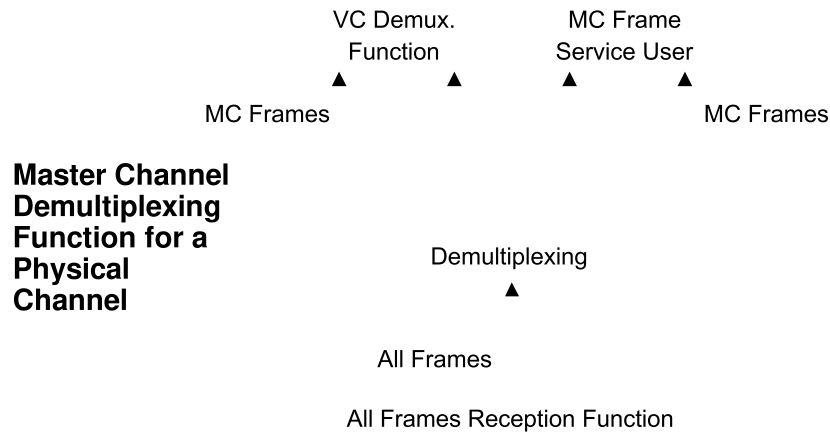 VC Demux.
Function
MC Frame
Service User
MC Frames
MC Frames
Master Channel
Demultiplexing
Function for a
Physical
Channel
Demultiplexing
All Frames
All Frames Reception Function